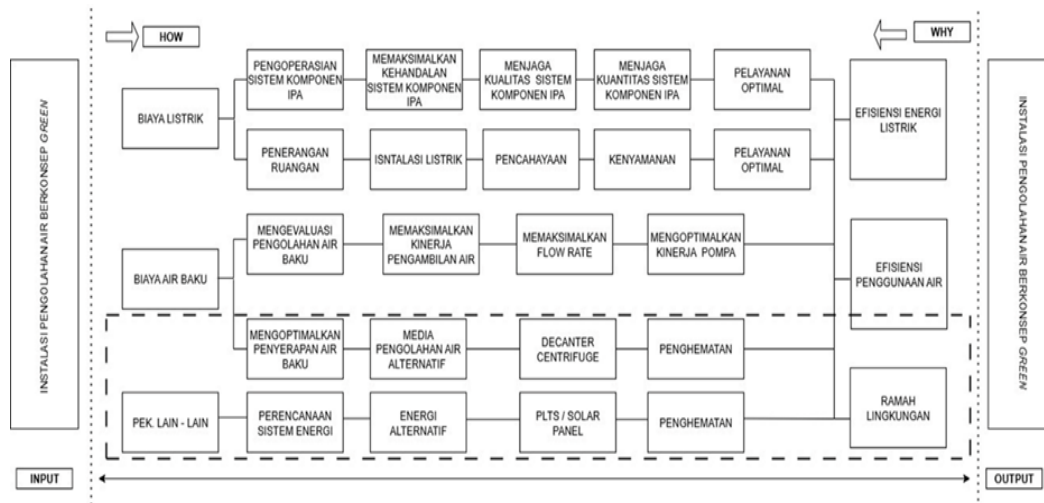 HOW
WHY
INSTALASI PENGOLAHAN AIR BERKONSEP GREEN
BIAYA LISTRIK
PENGOPERASIAN
SISTEM KOMPONEN
IPA
MEMAKSIMALKAN
KEHANDALAN
SISTEM KOMPONEN
IPA
MENJAGA
KUALITAS SISTEM
KOMPONEN IPA
MENJAGA
KUANTITAS SISTEM
KOMPONEN IPA
PELAYANAN
OPTIMAL
EFISIENSI ENERGI
LISTRIK
PENERANGAN
RUANGAN
ISNTALASI LISTRIK
PENCAHAYAAN
KENYAMANAN
PELAYANAN
OPTIMAL
BIAYA AIR BAKU
MENGEVALUASI
PENGOLAHAN AIR
BAKU
MEMAKSIMALKAN
KINERJA
PENGAMBILAN AIR
MEMAKSIMALKAN
FLOW RATE
MENGOPTIMALKAN
KINERJA POMPA
EFISIENSI
PENGGUNAAN AIR
MENGOPTIMALKAN
PENYERAPAN AIR
BAKU
MEDIA
PENGOLAHAN AIR
ALTERNATIF
DECANTER
CENTRIFUGE
PENGHEMATAN
PEK. LAIN - LAIN
PERENCANAAN
SISTEM ENERGI
ENERGI
ALTERNATIF
PLTS / SOLAR
PANEL
PENGHEMATAN
RAMAH
LINGKUNGAN
INSTALASI PENGOLAHAN AIR BERKONSEP GREEN
INPUT
OUTPUT